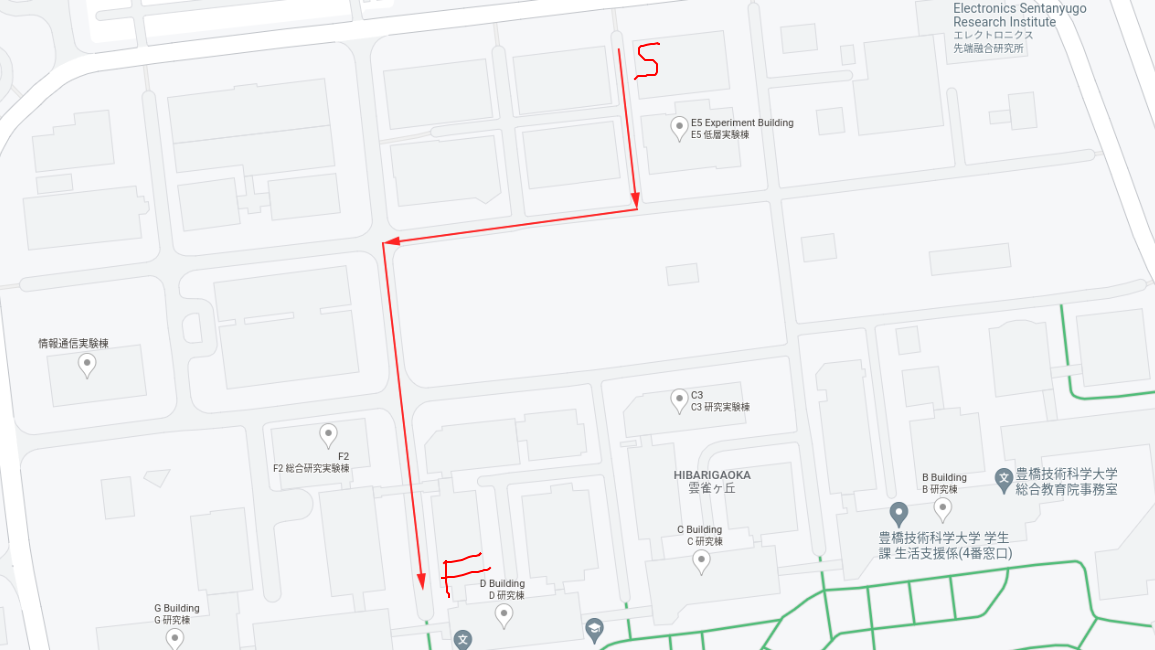 Electronics Sentanyugo
Research Institute
エレクトロニクス
先端融合研究所
S
E5 Experiment Building
E5 低層実験棟
情報通信実験棟
C3
C3 研究実験棟
F2
F2 総合研究実験棟
HIBARIGAOKA
雲雀ヶ丘
B Building
B 研究棟
豊橋技術科学大学
総合教育院事務室
豊橋技術科学大学 学生
課 生活支援係(4番窓口)
C Building
C 研究棟
F
D Building
D 研究棟
G Building
G 研究棟
文
文